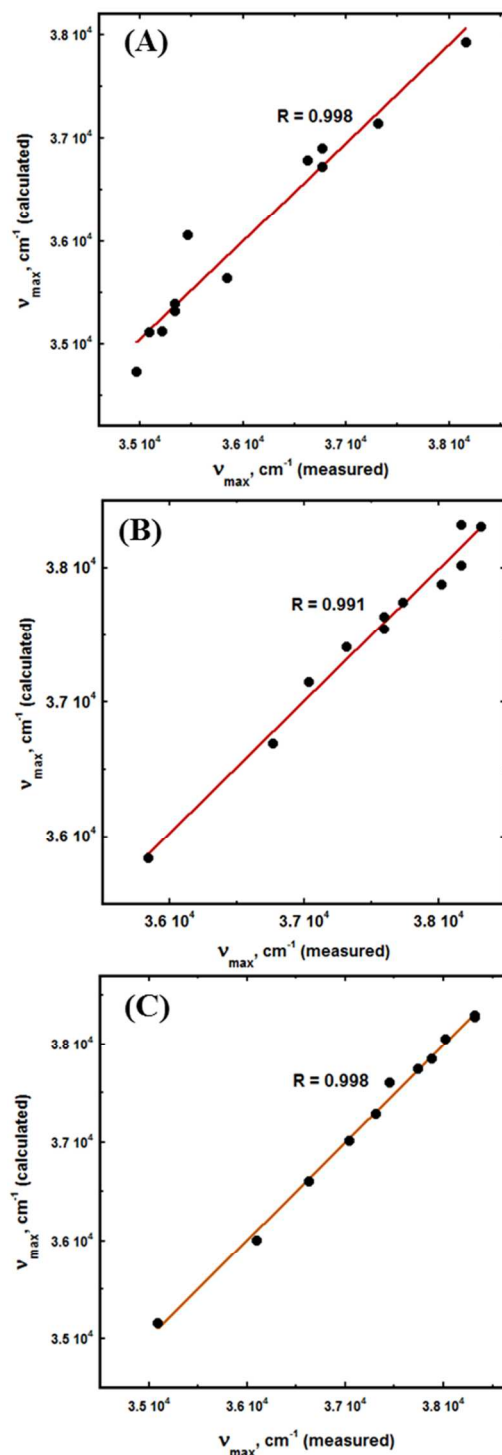 (A)
R = 0.998
3.8 10⁴
3.7 10⁴
3.6 10⁴
3.5 10⁴
νmax, cm⁻¹ (calculated)
3.5 10⁴ 3.6 10⁴ 3.7 10⁴ 3.8 10⁴
νmax, cm⁻¹ (measured)
(B)
R = 0.991
3.8 10⁴
3.7 10⁴
3.6 10⁴
νmax, cm⁻¹ (calculated)
3.6 10⁴ 3.7 10⁴ 3.8 10⁴
νmax, cm⁻¹ (measured)
(C)
R = 0.998
3.8 10⁴
3.7 10⁴
3.6 10⁴
3.5 10⁴
νmax, cm⁻¹ (calculated)
3.5 10⁴ 3.6 10⁴ 3.7 10⁴ 3.8 10⁴
νmax, cm⁻¹ (measured)